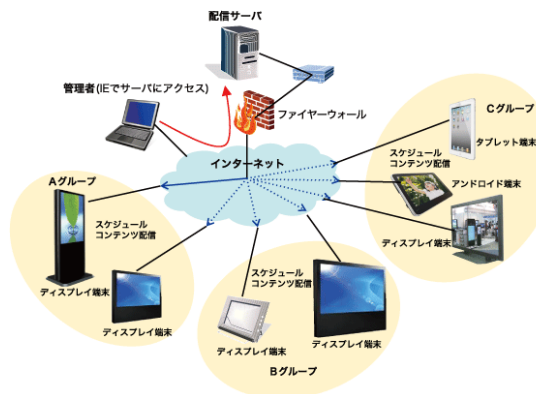 配信サーバ
管理者(IEでサーバにアクセス)
ファイヤーウォール
インターネット
Cグループ
タブレット端末
スケジュール
コンテンツ配信
アンドロイド端末
ディスプレイ端末
Aグループ
スケジュール
コンテンツ配信
ディスプレイ端末
ディスプレイ端末
スケジュール
コンテンツ配信
ディスプレイ端末
ディスプレイ端末
Bグループ